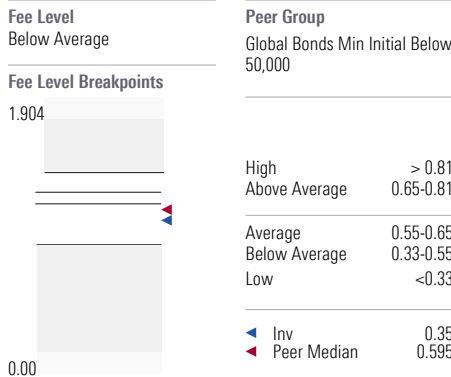 Fee Level
Below Average
Fee Level Breakpoints
1.904
0.00
Peer Group
Global Bonds Min Initial Below
50,000
High > 0.81
Above Average 0.65-0.81
Average 0.55-0.65
Below Average 0.33-0.55
Low <0.33
Inv 0.35
Peer Median 0.595